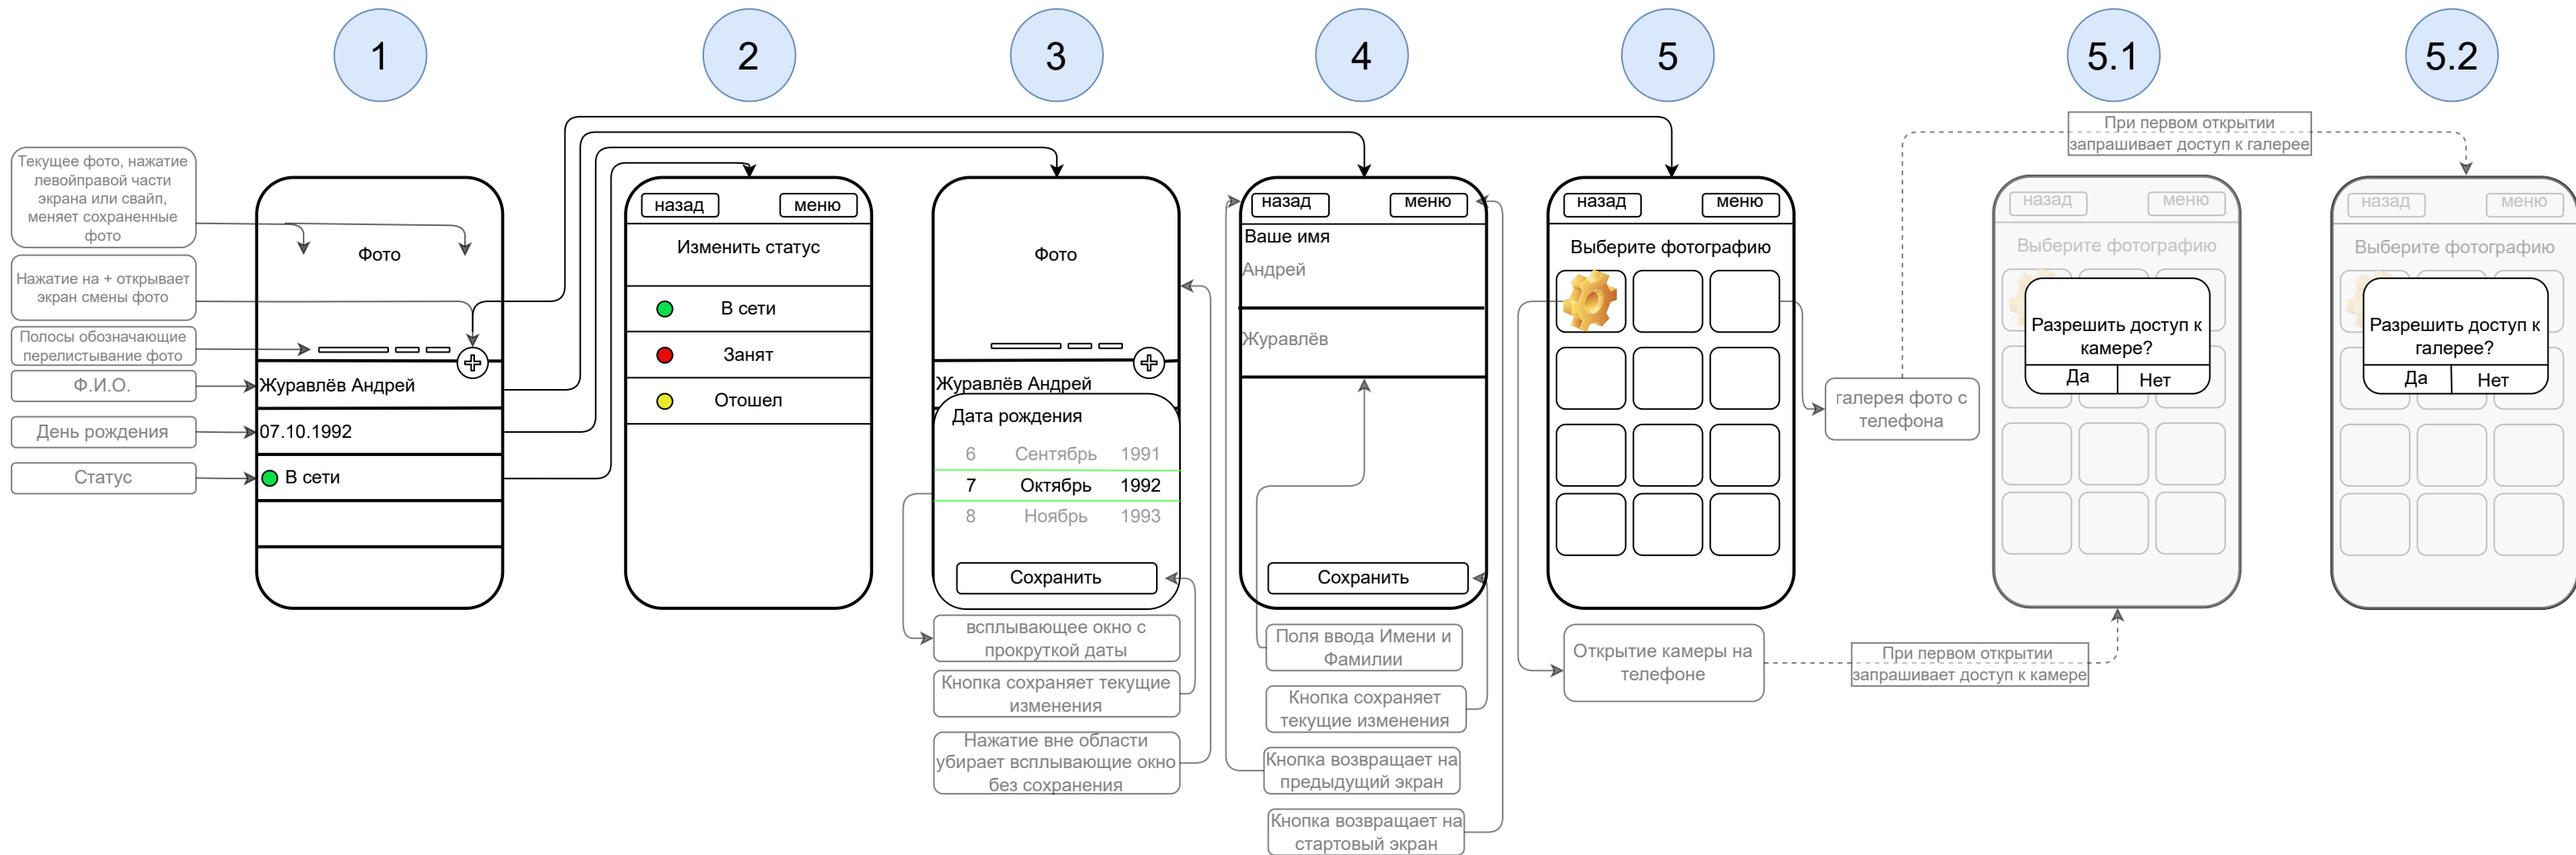 1
2
3
4
5
5.1
5.2
Текущее фото, нажатие
левойправой части
экрана или свайп,
меняет сохраненные
фото
Нажатие на + открывает
экран смены фото
Полосы обозначающие
перелистывание фото
Ф.И.О.
День рождения
Статус
Фото
Журавлёв Андрей
07.10.1992
В сети
назад
меню
Изменить статус
В сети
Занят
Отошел
Фото
Журавлёв Андрей
Дата рождения
6 Сентябрь 1991
7 Октябрь 1992
8 Ноябрь 1993
Сохранить
всплывающее окно с
прокруткой даты
Кнопка сохраняет текущие
изменения
Нажатие вне области
убирает всплывающие окно
без сохранения
назад
меню
Ваше имя
Андрей
Журавлёв
Сохранить
Поля ввода Имени и
Фамилии
Кнопка сохраняет
текущие изменения
Кнопка возвращает на
предыдущий экран
Кнопка возвращает на
стартовый экран
назад
меню
Выберите фотографию
Открытие камеры на
телефоне
галерея фото с
телефона
При первом открытии
запрашивает доступ к камере
При первом открытии
запрашивает доступ к галерее
назад
меню
Выберите фотографию
Разрешить доступ к
камере?
Да
Нет
назад
меню
Выберите фотографию
Разрешить доступ к
галерее?
Да
Нет